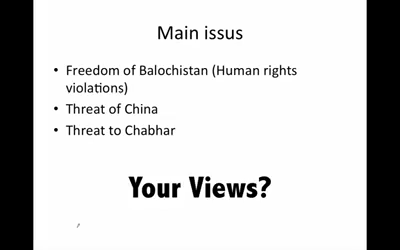 Main issus
• Freedom of Balochistan (Human rights
violations)
• Threat of China
• Threat to Chabhar
Your Views?